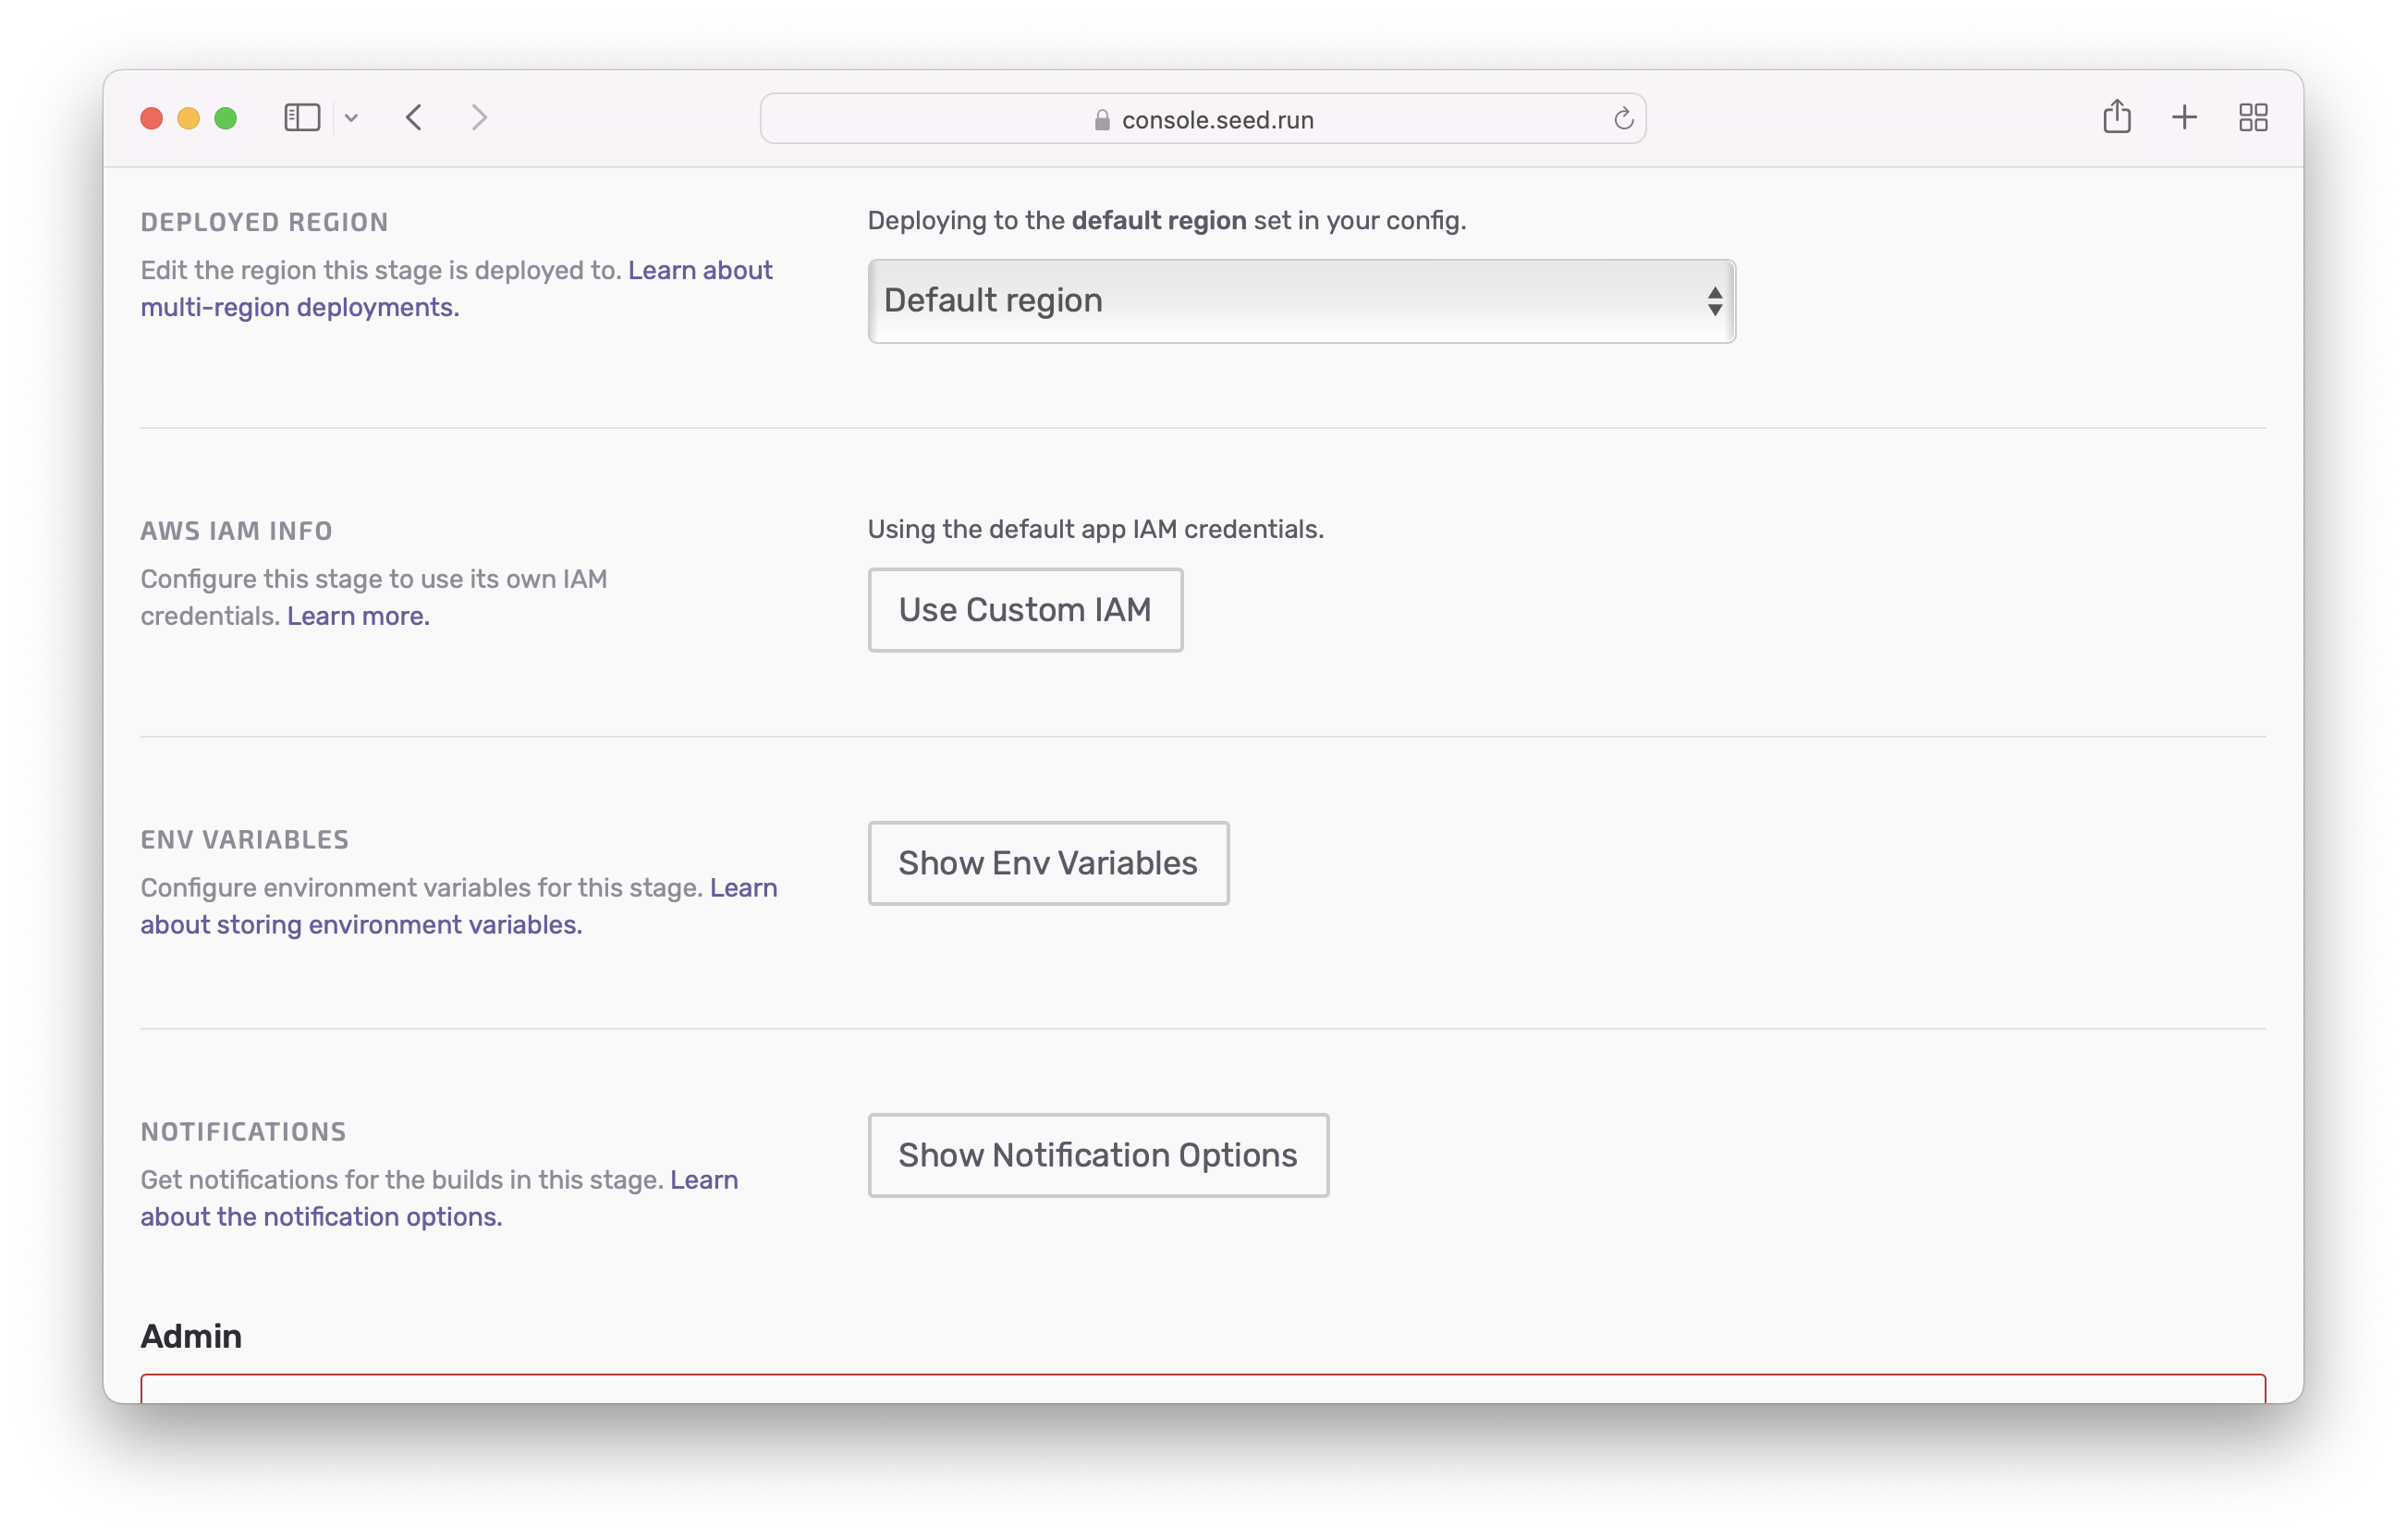 console.seed.run
DEPLOYED REGION
Edit the region this stage is deployed to. Learn about
multi-region deployments.
Deploying to the default region set in your config.
Default region
AWS IAM INFO
Configure this stage to use its own IAM
credentials. Learn more.
Using the default app IAM credentials.
Use Custom IAM
ENV VARIABLES
Configure environment variables for this stage. Learn
about storing environment variables.
Show Env Variables
NOTIFICATIONS
Get notifications for the builds in this stage. Learn
about the notification options.
Show Notification Options
Admin